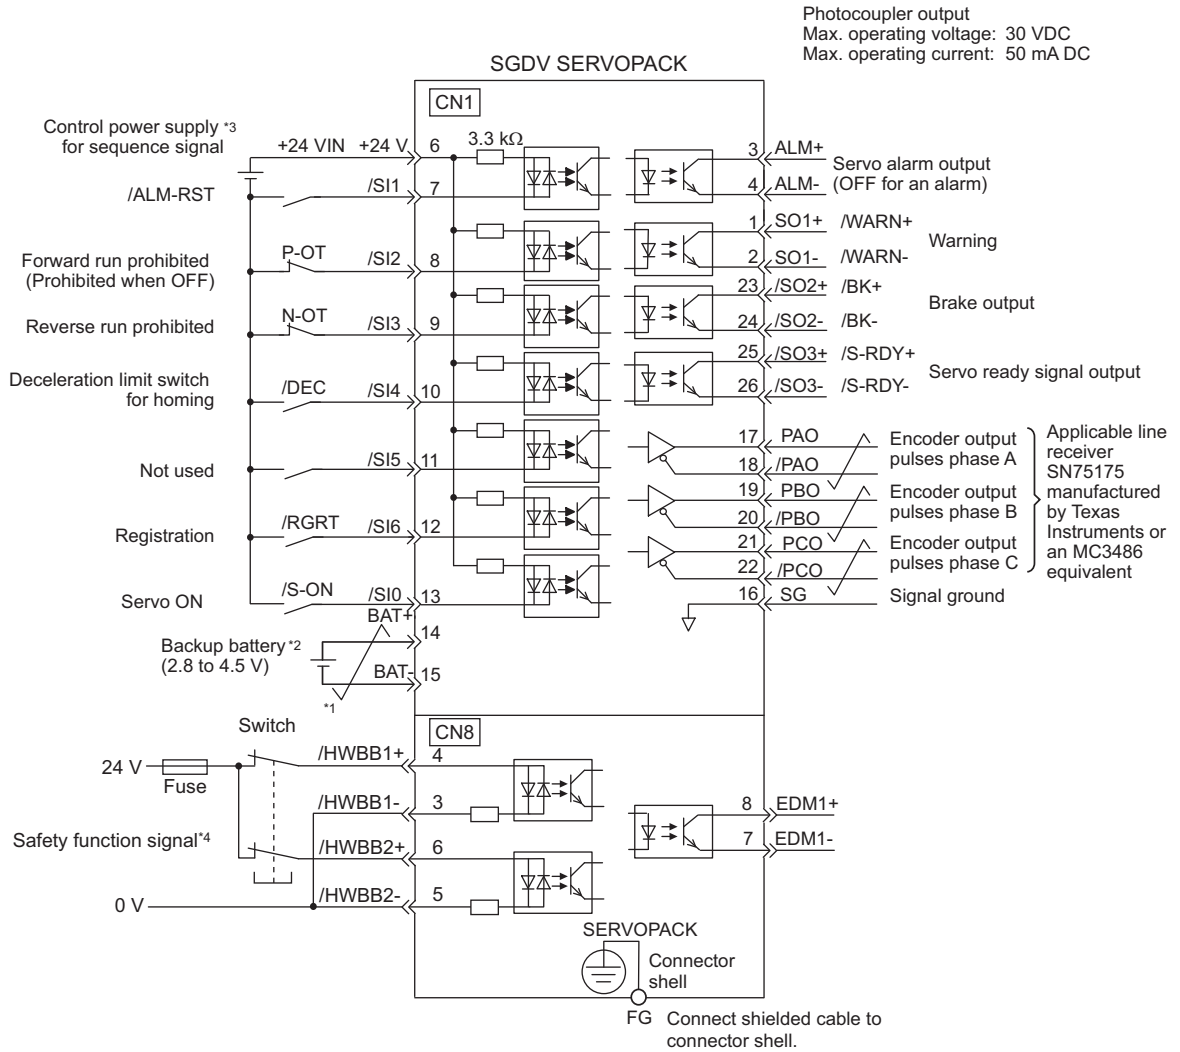 Photocoupler output
Max. operating voltage: 30 VDC
Max. operating current: 50 mA DC
SGDV SERVOPACK
CN1
Control power supply *3
for sequence signal
+24 VIN +24 V 6 3.3 kΩ
/ALM-RST /SI1 7
3 ALM+
4 ALM-
Servo alarm output
(OFF for an alarm)
Forward run prohibited
(Prohibited when OFF)
P-OT /SI2 8
1 SO1+ /WARN+
2 SO1- /WARN-
Warning
Reverse run prohibited N-OT /SI3 9
23 /SO2+ /BK+
24 /SO2- /BK-
Brake output
Deceleration limit switch
for homing
/DEC /SI4 10
25 /SO3+ /S-RDY+
26 /SO3- /S-RDY-
Servo ready signal output
Not used /SI5 11
17 PAO
18 /PAO
Encoder output
pulses phase A
Registration /RGRT /SI6 12
19 PBO
20 /PBO
Encoder output
pulses phase B
21 PCO
22 /PCO
Encoder output
pulses phase C
Applicable line
receiver
SN75175
manufactured
by Texas
Instruments or
an MC3486
equivalent
Servo ON /S-ON /SI0 13
16 SG Signal ground
Backup battery *2
(2.8 to 4.5 V)
BAT+ 14
BAT- 15
*1
CN8
Switch
24 V Fuse
/HWBB1+ 4
/HWBB1- 3
8 EDM1+
7 EDM1-
Safety function signal*4
/HWBB2+ 6
0 V /HWBB2- 5
SERVOPACK
Connector
shell
FG Connect shielded cable to
connector shell.